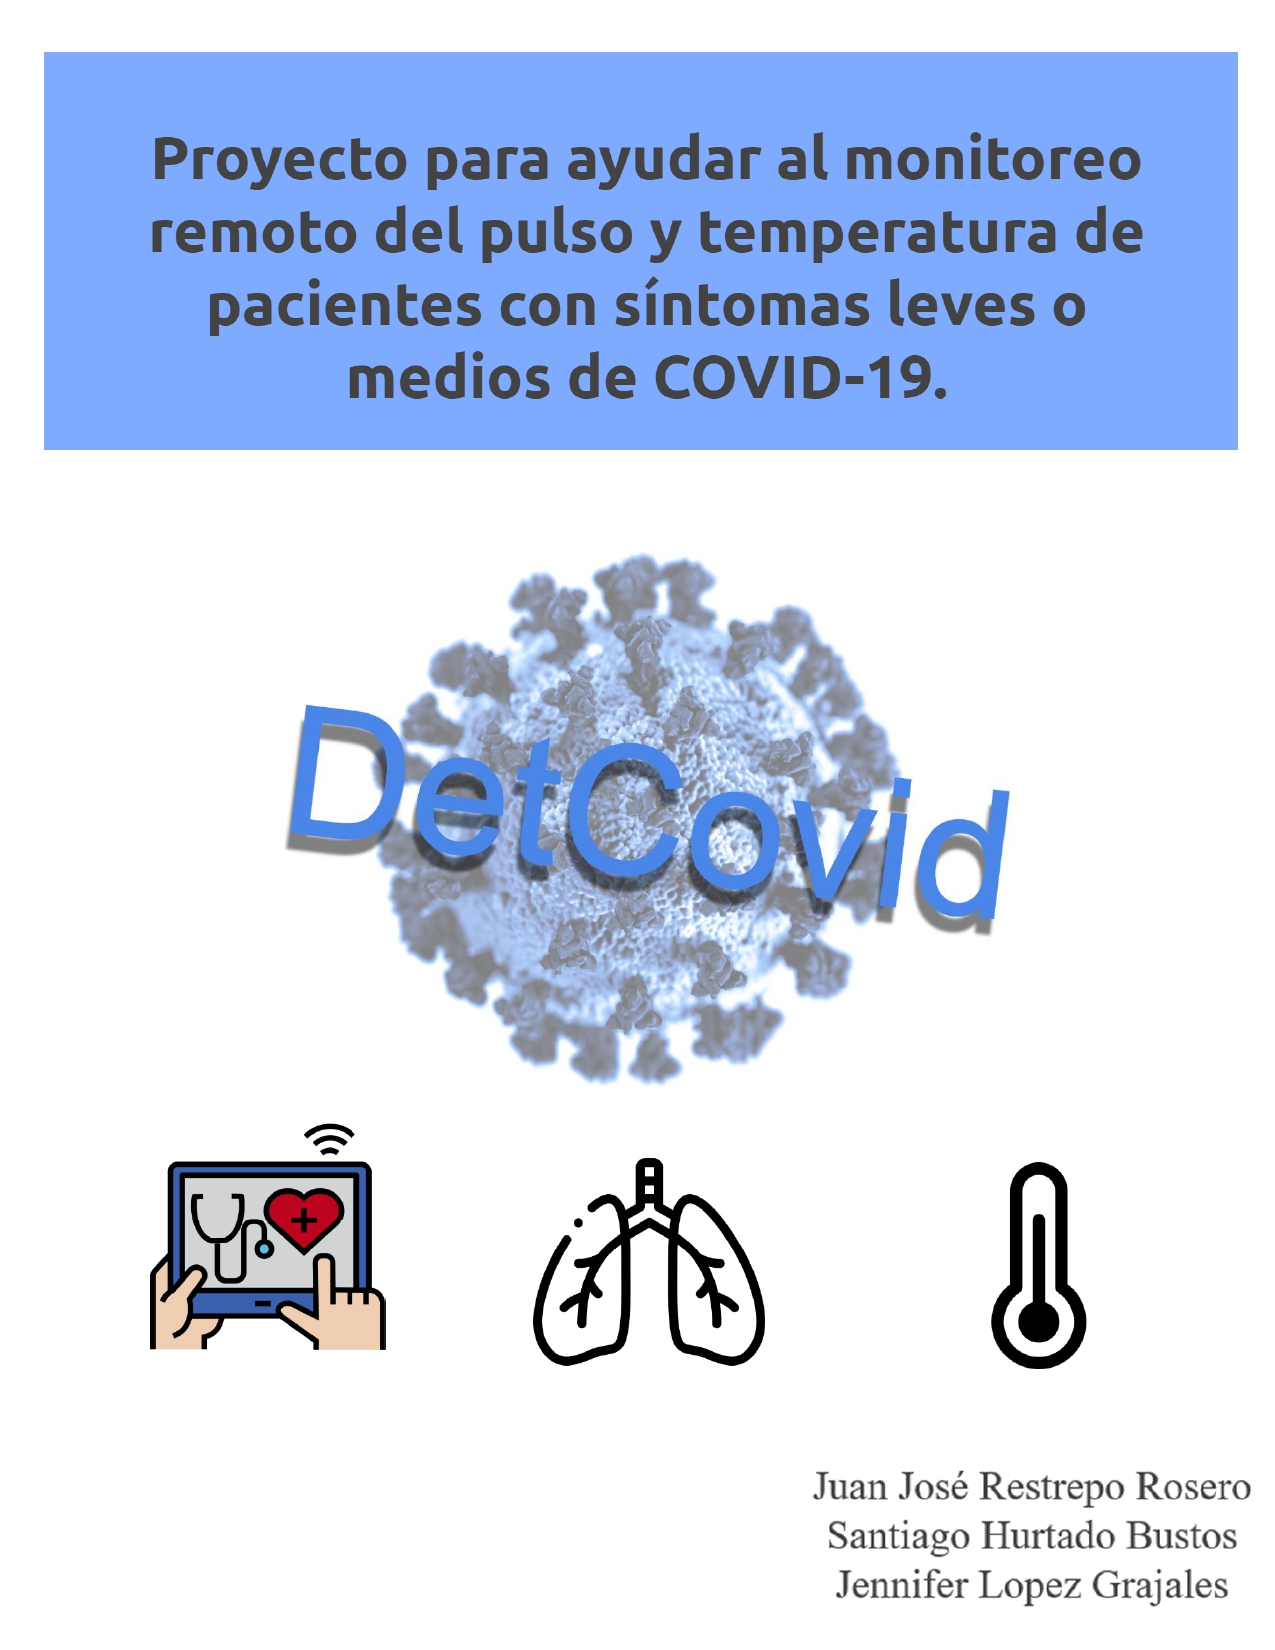 Proyecto para ayudar al monitoreo
remoto del pulso y temperatura de
pacientes con síntomas leves o
medios de COVID-19.
DetCovid
Juan José Restrepo Rosero
Santiago Hurtado Bustos
Jennifer Lopez Grajales